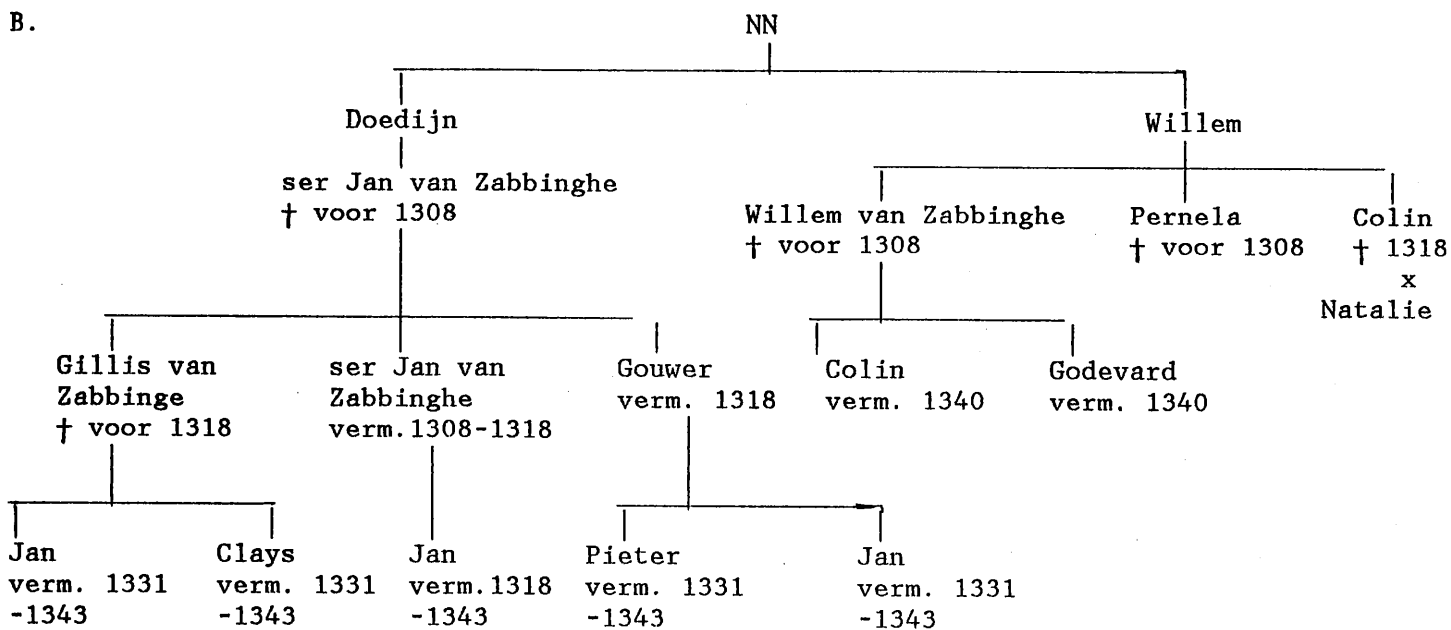 B.
NN
Doedijn
Willem
ser Jan van Zabbinghe
† voor 1308
Willem van Zabbinghe
† voor 1308
Pernela
† voor 1308
Colin
† 1318
x
Natalie
Gillis van
Zabbinge
† voor 1318
ser Jan van
Zabbinghe
verm.1308-1318
Gouwer
verm. 1318
Colin
verm. 1340
Godevard
verm. 1340
Jan
verm. 1331
-1343
Clays
verm. 1331
-1343
Jan
verm.1318
-1343
Pieter
verm. 1331
-1343
Jan
verm. 1331
-1343